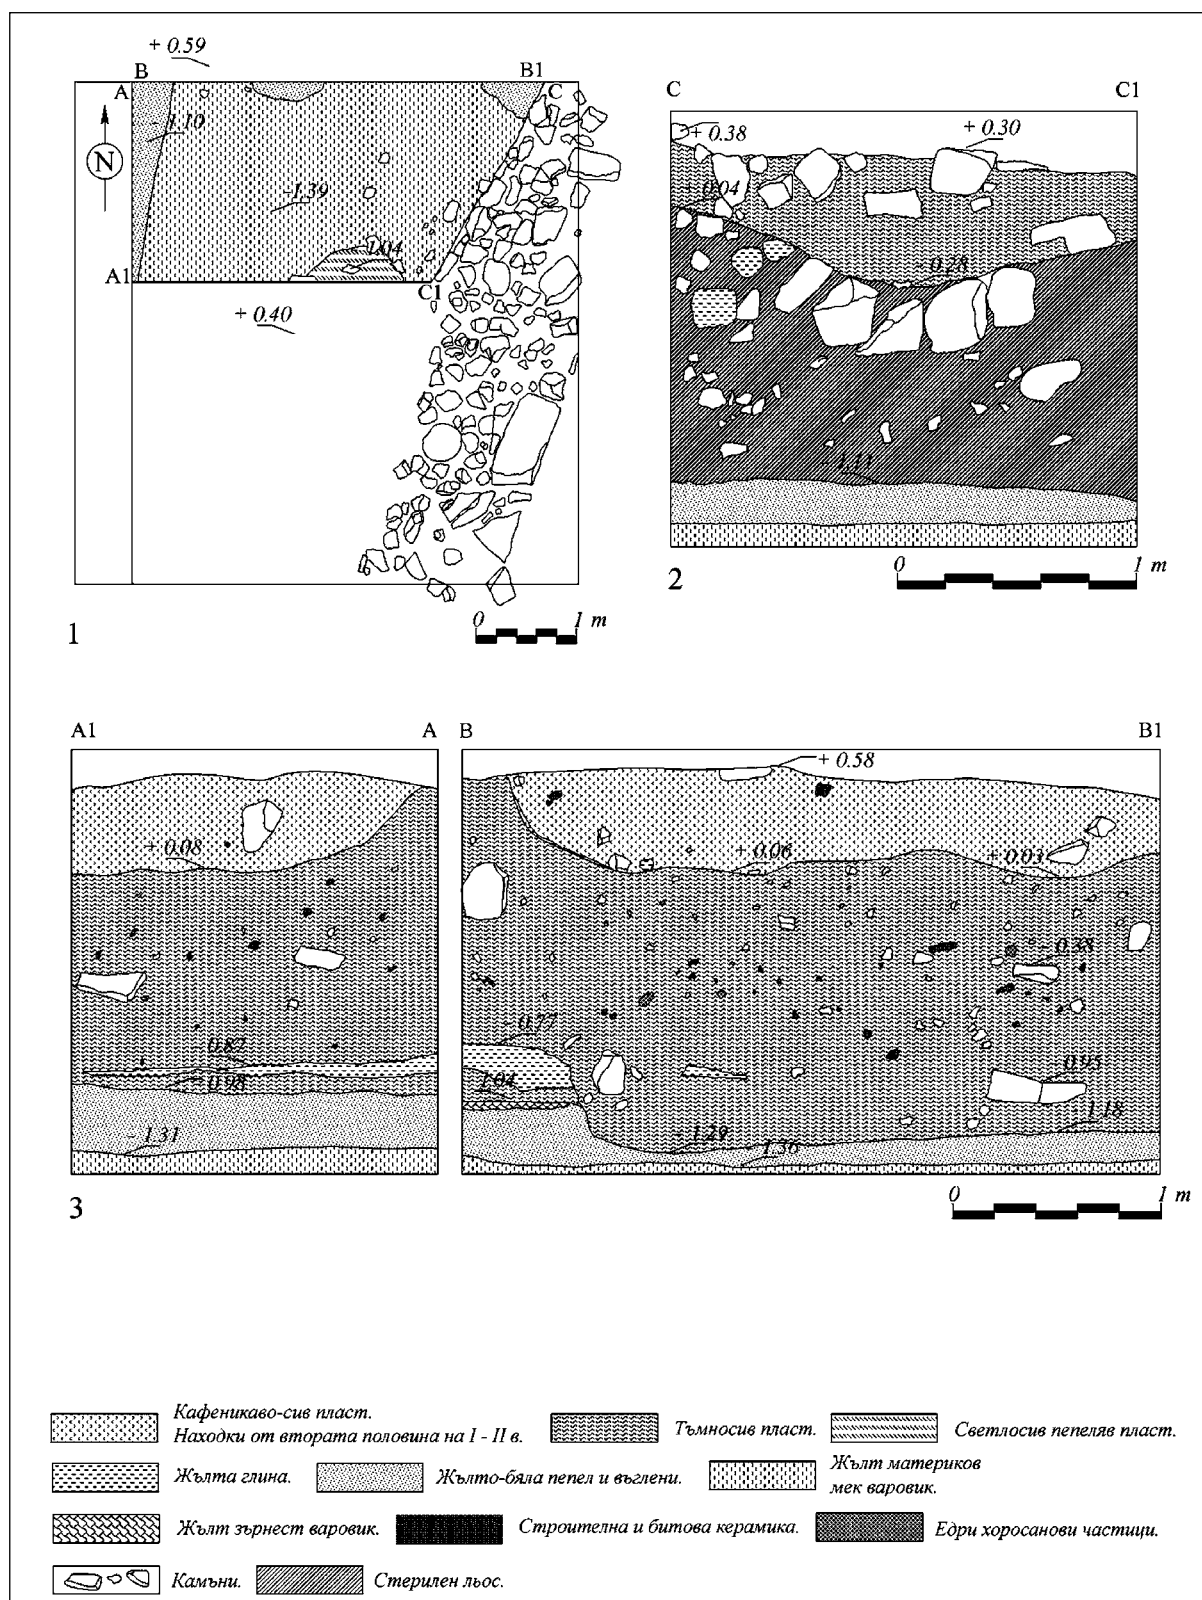 + 0.59
B
B1
A
C
- 1.10
N
-1.39
- 1.04
A1
C1
+ 0.40
0
1 m
1
C
C1
+ 0.38
+ 0.30
+ 0.04
- 0.28
0
1 m
2
A1
A
B
B1
+ 0.58
+ 0.08
+ 0.06
+ 0.03
- 0.38
- 0.77
- 0.87
- 0.98
1.04
0.95
- 1.18
- 1.31
- 1.29
- 1.36
0
1 m
3
Кафеникаво-сив пласт.
Находки от втората половина на I - II в.
Тъмносив пласт.
Светлосив пепеляв пласт.
Жълта глина.
Жълто-бяла пепел и въглени.
Жълт материков
мек варовик.
Жълт зърнест варовик.
Строителна и битова керамика.
Едри хоросанови частици.
Камъни.
Стерилен льос.